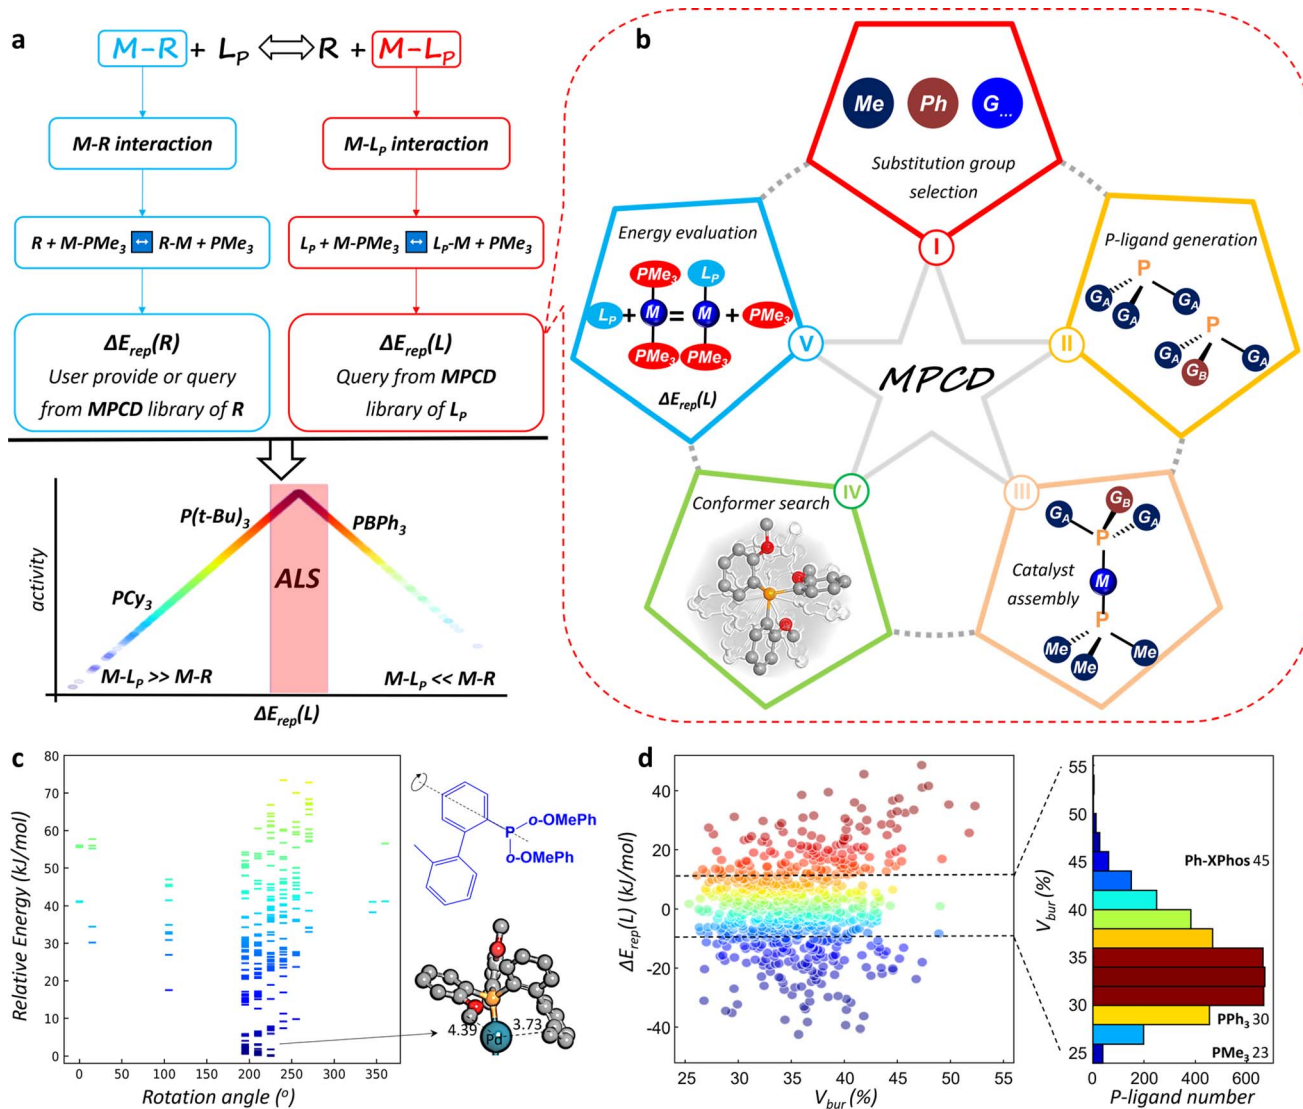 a
M-R + L_P ⟺ R + M-L_P
M-R interaction
M-L_P interaction
R + M-PMe_3 ↔ R-M + PMe_3
L_P + M-PMe_3 ↔ L_P-M + PMe_3
ΔE_rep(R)
User provide or query
from MPCD library of R
ΔE_rep(L)
Query from MPCD
library of L_P
activity
P(t-Bu)_3
PBPh_3
PCy_3
ALS
M-L_P >> M-R
M-L_P << M-R
ΔE_rep(L)
b
Me
Ph
G...
Substitution group
selection
I
P-ligand generation
P
G_A
G_A
G_A
P
G_A
G_B
G_A
II
Energy evaluation
PMe_3
L_P
L_P + M = M + PMe_3
PMe_3
PMe_3
ΔE_rep(L)
V
MPCD
Conformer search
IV
III
G_B
G_A
G_A
P
M
Catalyst
assembly
P
Me
Me
Me
c
Relative Energy (kJ/mol)
80
70
60
50
40
30
20
10
0
0
50
100
150
200
250
300
350
Rotation angle (°)
P
o-OMePh
o-OMePh
4.39
Pd
3.73
d
ΔE_rep(L) (kJ/mol)
40
20
0
-20
-40
25
30
35
40
45
50
55
V_bur (%)
V_bur (%)
55
50
45
40
35
30
25
Ph-XPhos 45
PPh_3 30
PMe_3 23
0
200
400
600
P-ligand number